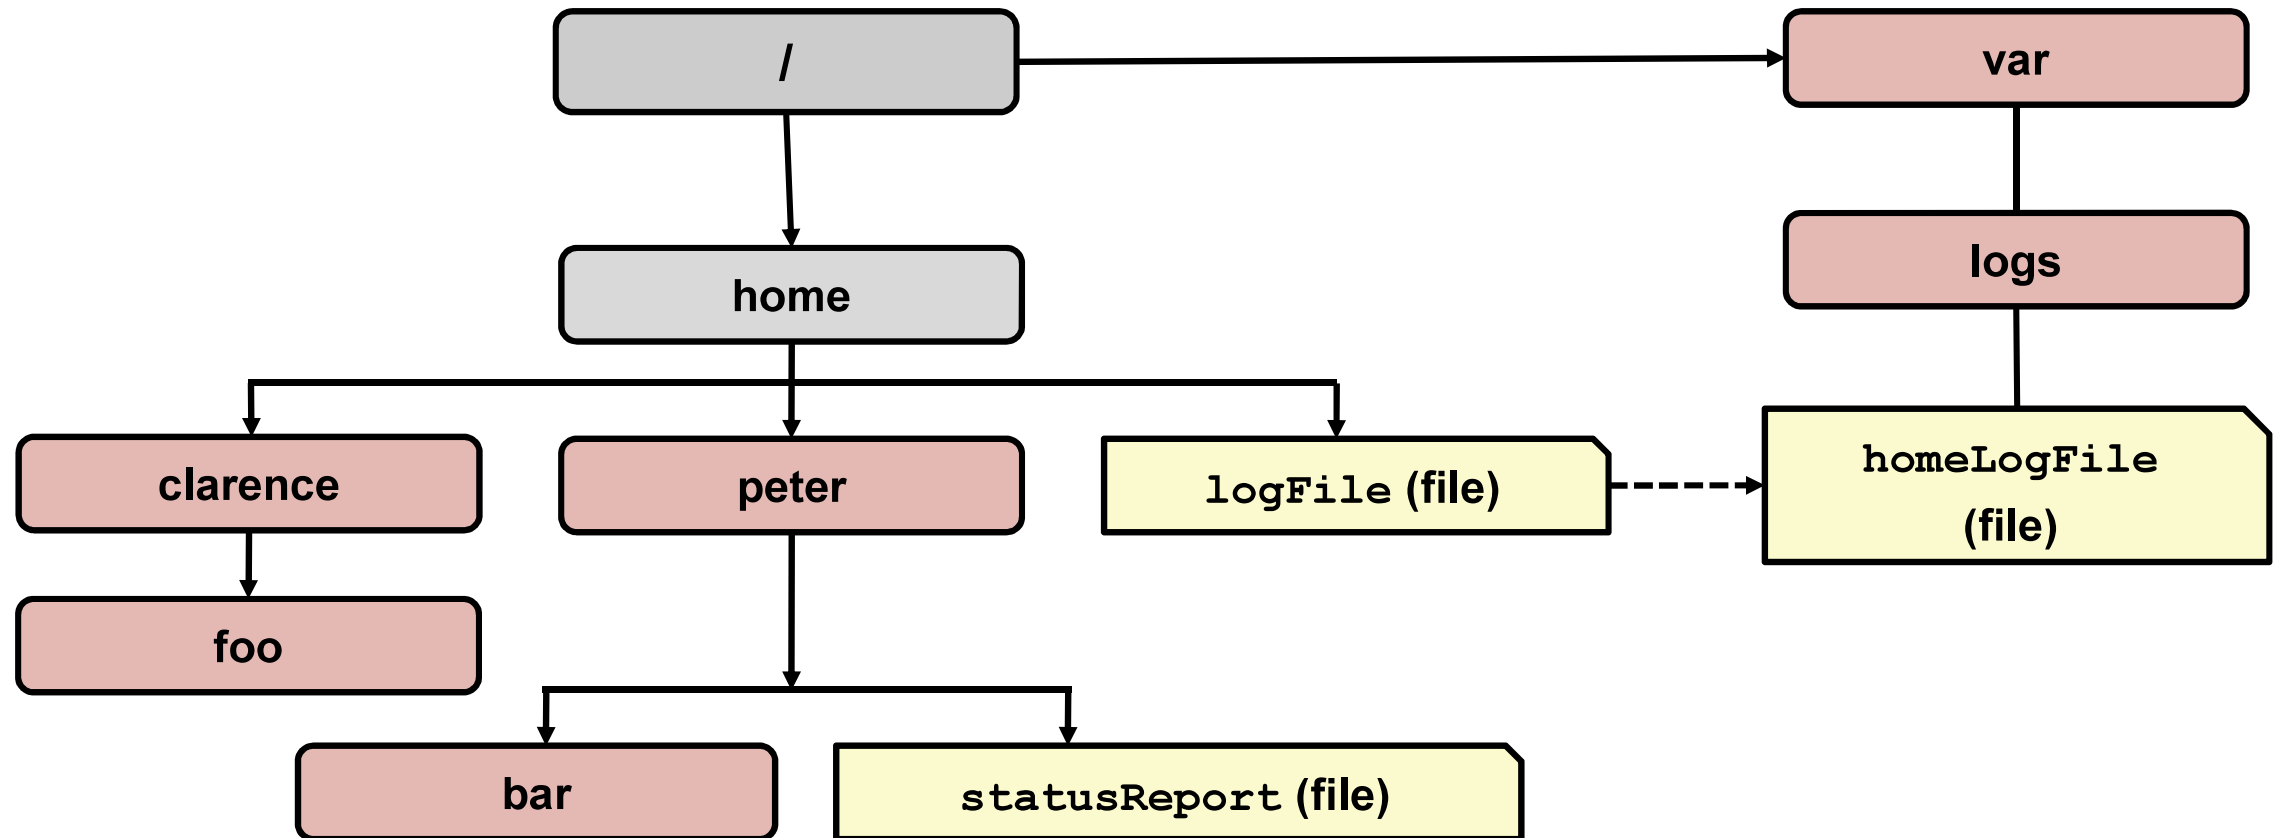 /
var
home
logs
clarence
peter
logFile (file)
homeLogFile
(file)
foo
bar
statusReport (file)